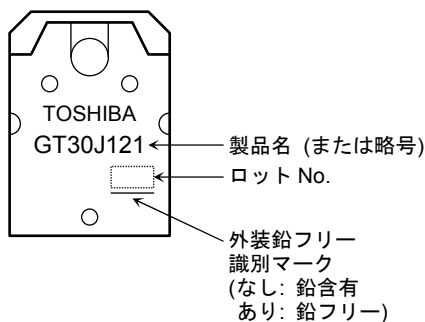 TOSHIBA
GT30J121
製品名 (または略号)
ロット No.
外装鉛フリー
識別マーク
(なし: 鉛含有
あり: 鉛フリー)